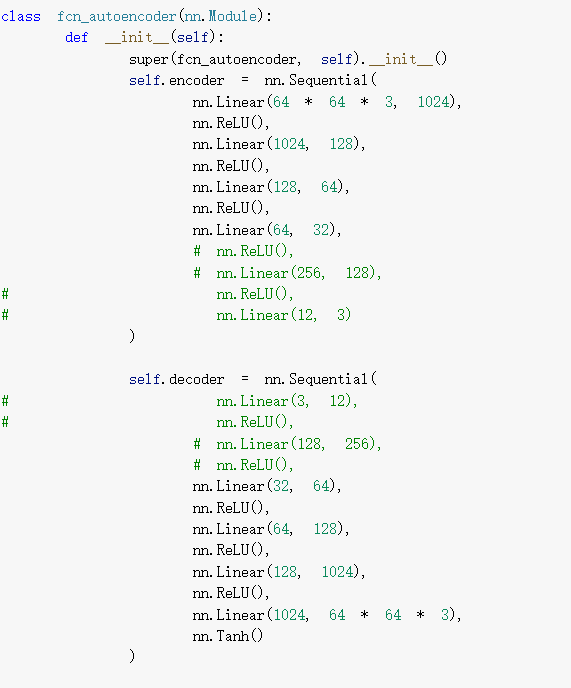 class fcn_autoencoder(nn.Module):
    def __init__(self):
        super(fcn_autoencoder, self).__init__()
        self.encoder = nn.Sequential(
            nn.Linear(64 * 64 * 3, 1024),
            nn.ReLU(),
            nn.Linear(1024, 128),
            nn.ReLU(),
            nn.Linear(128, 64),
            nn.ReLU(),
            nn.Linear(64, 32),
            # nn.ReLU(),
            # nn.Linear(256, 128),
#             nn.ReLU(),
#             nn.Linear(12, 3)
        )

        self.decoder = nn.Sequential(
#             nn.Linear(3, 12),
#             nn.ReLU(),
            # nn.Linear(128, 256),
            # nn.ReLU(),
            nn.Linear(32, 64),
            nn.ReLU(),
            nn.Linear(64, 128),
            nn.ReLU(),
            nn.Linear(128, 1024),
            nn.ReLU(),
            nn.Linear(1024, 64 * 64 * 3),
            nn.Tanh()
        )